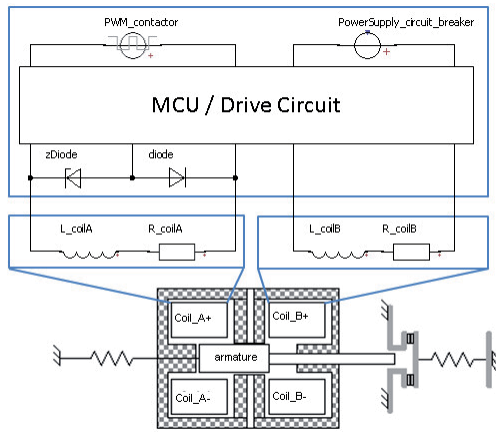 PWM_contactor
PowerSupply_circuit_breaker
MCU / Drive Circuit
zDiode
diode
L_coilA
R_coilA
L_coilB
R_coilB
Coil_A+
Coil_B+
armature
Coil_A-
Coil_B-